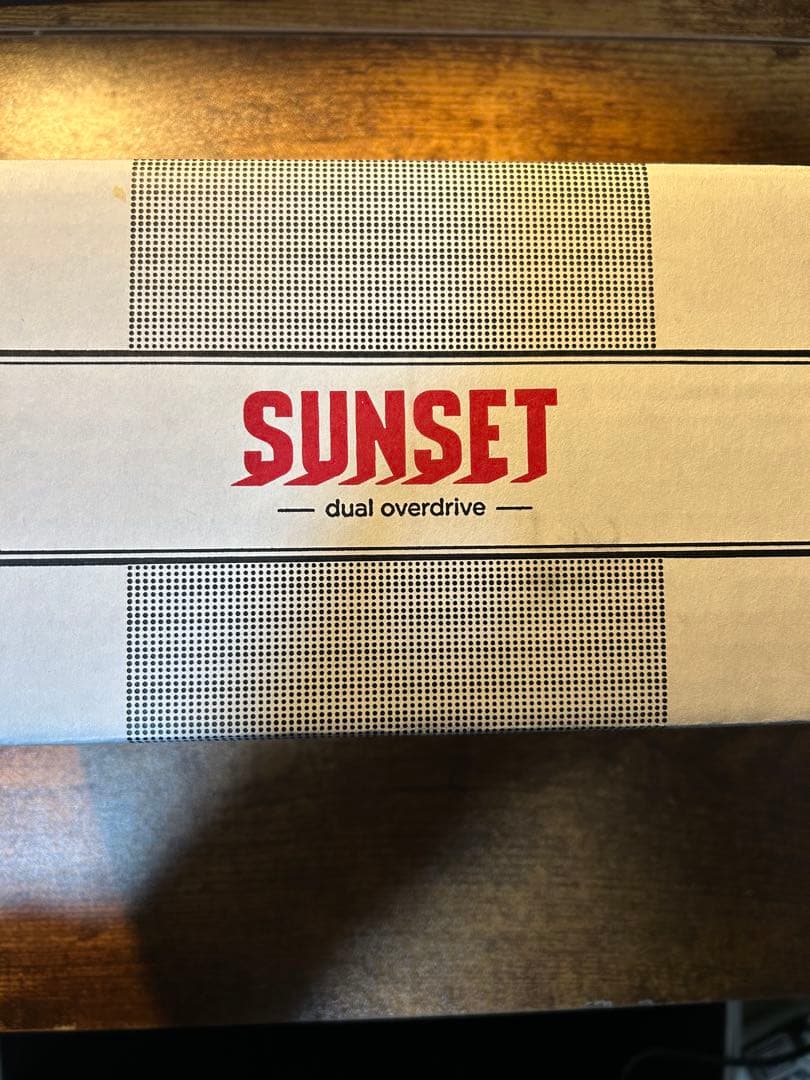 SUNSET
— dual overdrive —